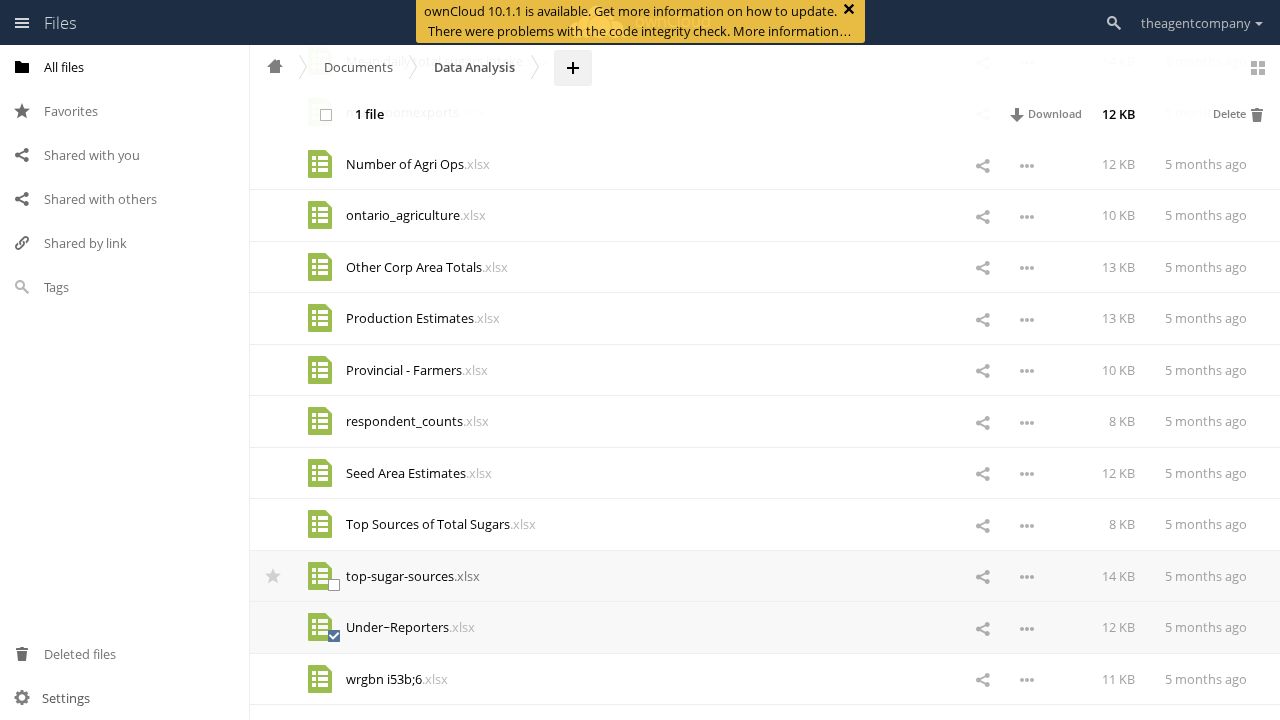 Files
ownCloud 10.1.1 is available. Get more information on how to update.
There were problems with the code integrity check. More information…
theagentcompany
All files
Favorites
Shared with you
Shared with others
Shared by link
Tags
Deleted files
Settings
Documents
Data Analysis
1 file
Download
12 KB
Delete
Number of Agri Ops.xlsx 12 KB 5 months ago
ontario_agriculture.xlsx 10 KB 5 months ago
Other Corp Area Totals.xlsx 13 KB 5 months ago
Production Estimates.xlsx 13 KB 5 months ago
Provincial - Farmers.xlsx 10 KB 5 months ago
respondent_counts.xlsx 8 KB 5 months ago
Seed Area Estimates.xlsx 12 KB 5 months ago
Top Sources of Total Sugars.xlsx 8 KB 5 months ago
top-sugar-sources.xlsx 14 KB 5 months ago
Under~Reporters.xlsx 12 KB 5 months ago
wrgbn i53b;6.xlsx 11 KB 5 months ago